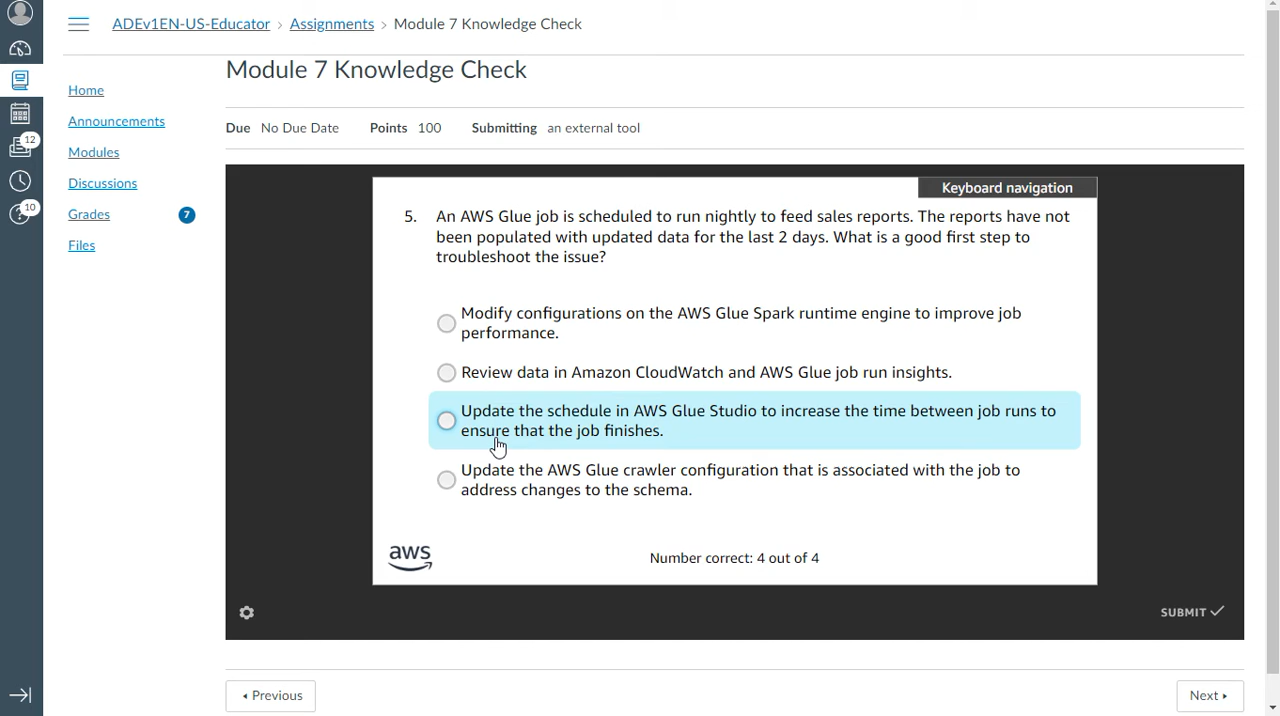 ADEv1EN-US-Educator > Assignments > Module 7 Knowledge Check
Module 7 Knowledge Check
Home
Announcements
Modules
Discussions
Grades 7
Files
12
10
Due No Due Date Points 100 Submitting an external tool
Keyboard navigation
5. An AWS Glue job is scheduled to run nightly to feed sales reports. The reports have not
been populated with updated data for the last 2 days. What is a good first step to
troubleshoot the issue?
Modify configurations on the AWS Glue Spark runtime engine to improve job
performance.
Review data in Amazon CloudWatch and AWS Glue job run insights.
Update the schedule in AWS Glue Studio to increase the time between job runs to
ensure that the job finishes.
Update the AWS Glue crawler configuration that is associated with the job to
address changes to the schema.
aws
Number correct: 4 out of 4
SUBMIT
Previous
Next